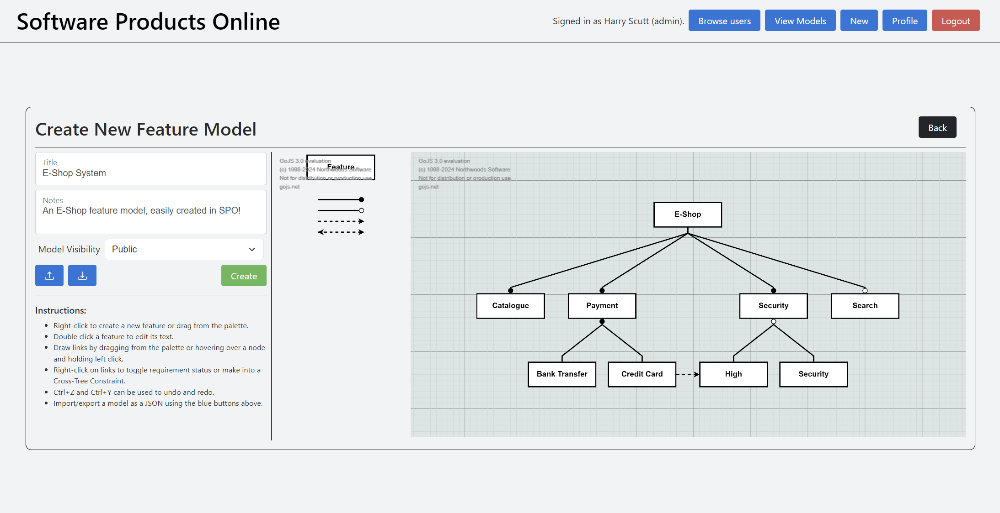 Software Products Online
Signed in as Harry Scutt (admin).
Browse users
View Models
New
Profile
Logout
Create New Feature Model
Back
Title
E-Shop System
Notes
An E-Shop feature model, easily created in SPO!
Model Visibility
Public
Create
Instructions:
Right-click to create a new feature or drag from the palette.
Double click a feature to edit its text.
Draw links by dragging from the palette or hovering over a node
and holding left click.
Right-click on links to toggle requirement status or make into a
Cross-Tree Constraint.
Ctrl+Z and Ctrl+Y can be used to undo and redo.
Import/export a model as a JSON using the blue buttons above.
GoJS 3.0 evaluation
(c) 1998-2024 Northwoods Software
Not for distribution or production use
gojs.net
Feature
GoJS 3.0 evaluation
(c) 1998-2024 Northwoods Software
Not for distribution or production use
gojs.net
E-Shop
Catalogue
Payment
Security
Search
Bank Transfer
Credit Card
High
Security